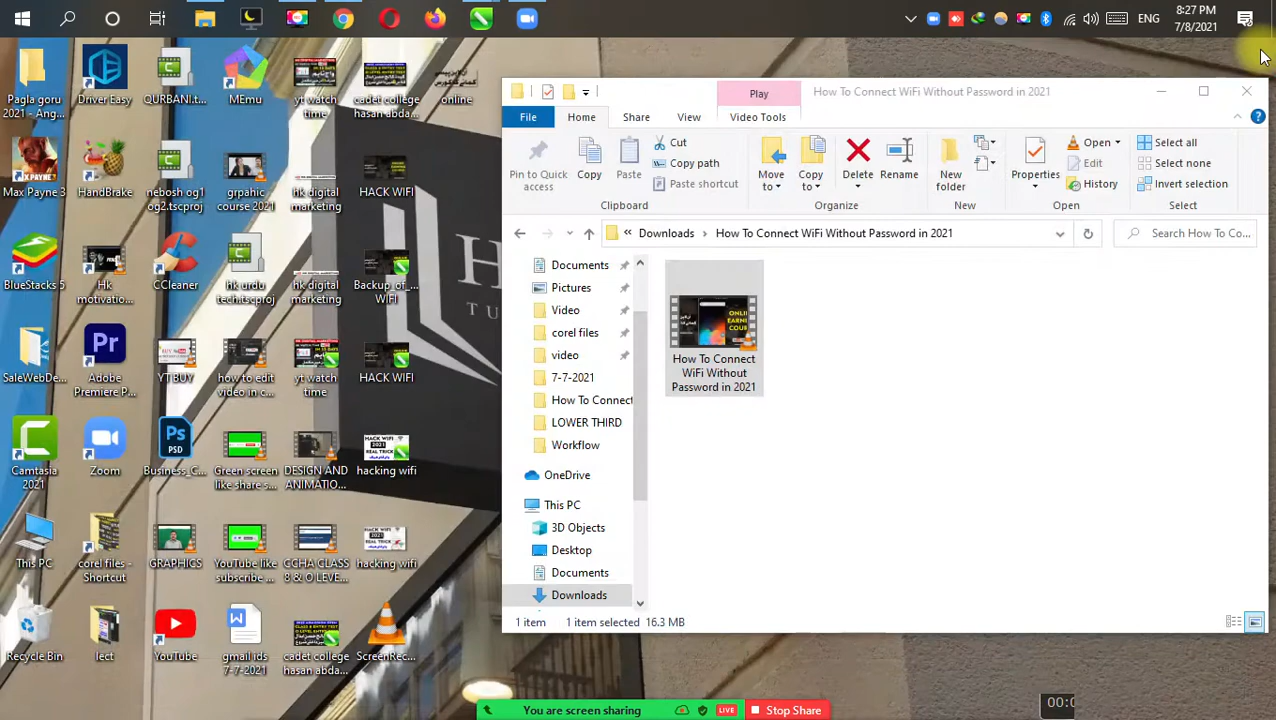 ENG
8:27 PM
7/8/2021
Play
How To Connect WiFi Without Password in 2021
File
Home
Share
View
Video Tools
Pin to Quick
access
Copy
Paste
Cut
Copy path
Paste shortcut
Clipboard
Move
to
Copy
to
Delete
Rename
Organize
New
folder
New
Properties
Open
History
Open
Select all
Select none
Invert selection
Select
Downloads
How To Connect WiFi Without Password in 2021
Search How To Co...
Documents
Pictures
Video
corel files
video
7-7-2021
How To Connect
LOWER THIRD
Workflow
OneDrive
This PC
3D Objects
Desktop
Documents
Downloads
How To Connect
WiFi Without
Password in 2021
1 item
1 item selected
16.3 MB
Pagla goru
2021 - Ang...
Driver Easy
QURBANI.t...
MEmu
yt watch
time
cadet college
hasan abda...
online
Max Payne 3
HandBrake
nebosh og1
og2.tscproj
grpahic
course 2021
hk digital
marketing
HACK WIFI
BlueStacks 5
Hk
motivatio...
CCleaner
hk urdu
tech.tscproj
hk digital
marketing
Backup_of_...
WIFI
SaleWebDe...
Adobe
Premiere P...
YT BUY
how to edit
video in c...
yt watch
time
HACK WIFI
Camtasia
2021
Zoom
Business_C...
Green screen
like share s...
DESIGN AND
ANIMATIO...
hacking wifi
This PC
corel files -
Shortcut
GRAPHICS
YouTube like
subscribe ...
CCHA CLASS
8 & O LEVE...
hacking wifi
Recycle Bin
lect
YouTube
gmail ids
7-7-2021
cadet college
hasan abda...
ScreenRec...
You are screen sharing
LIVE
Stop Share